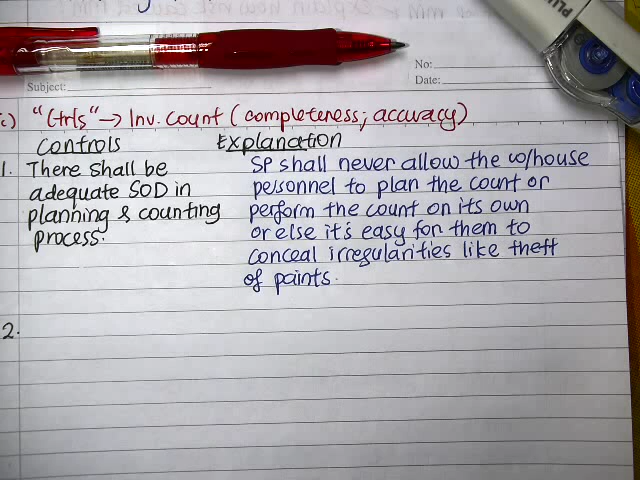 No:
Subject:
Date:
c) "Ctrls" → Inv. count (completeness; accuracy)
Controls Explanation
1. There shall be adequate SOD in planning & counting process.
SP shall never allow the w/house
personnel to plan the count or
perform the count on its own
or else it's easy for them to
conceal irregularities like theft
of paints.
2.
PLUS